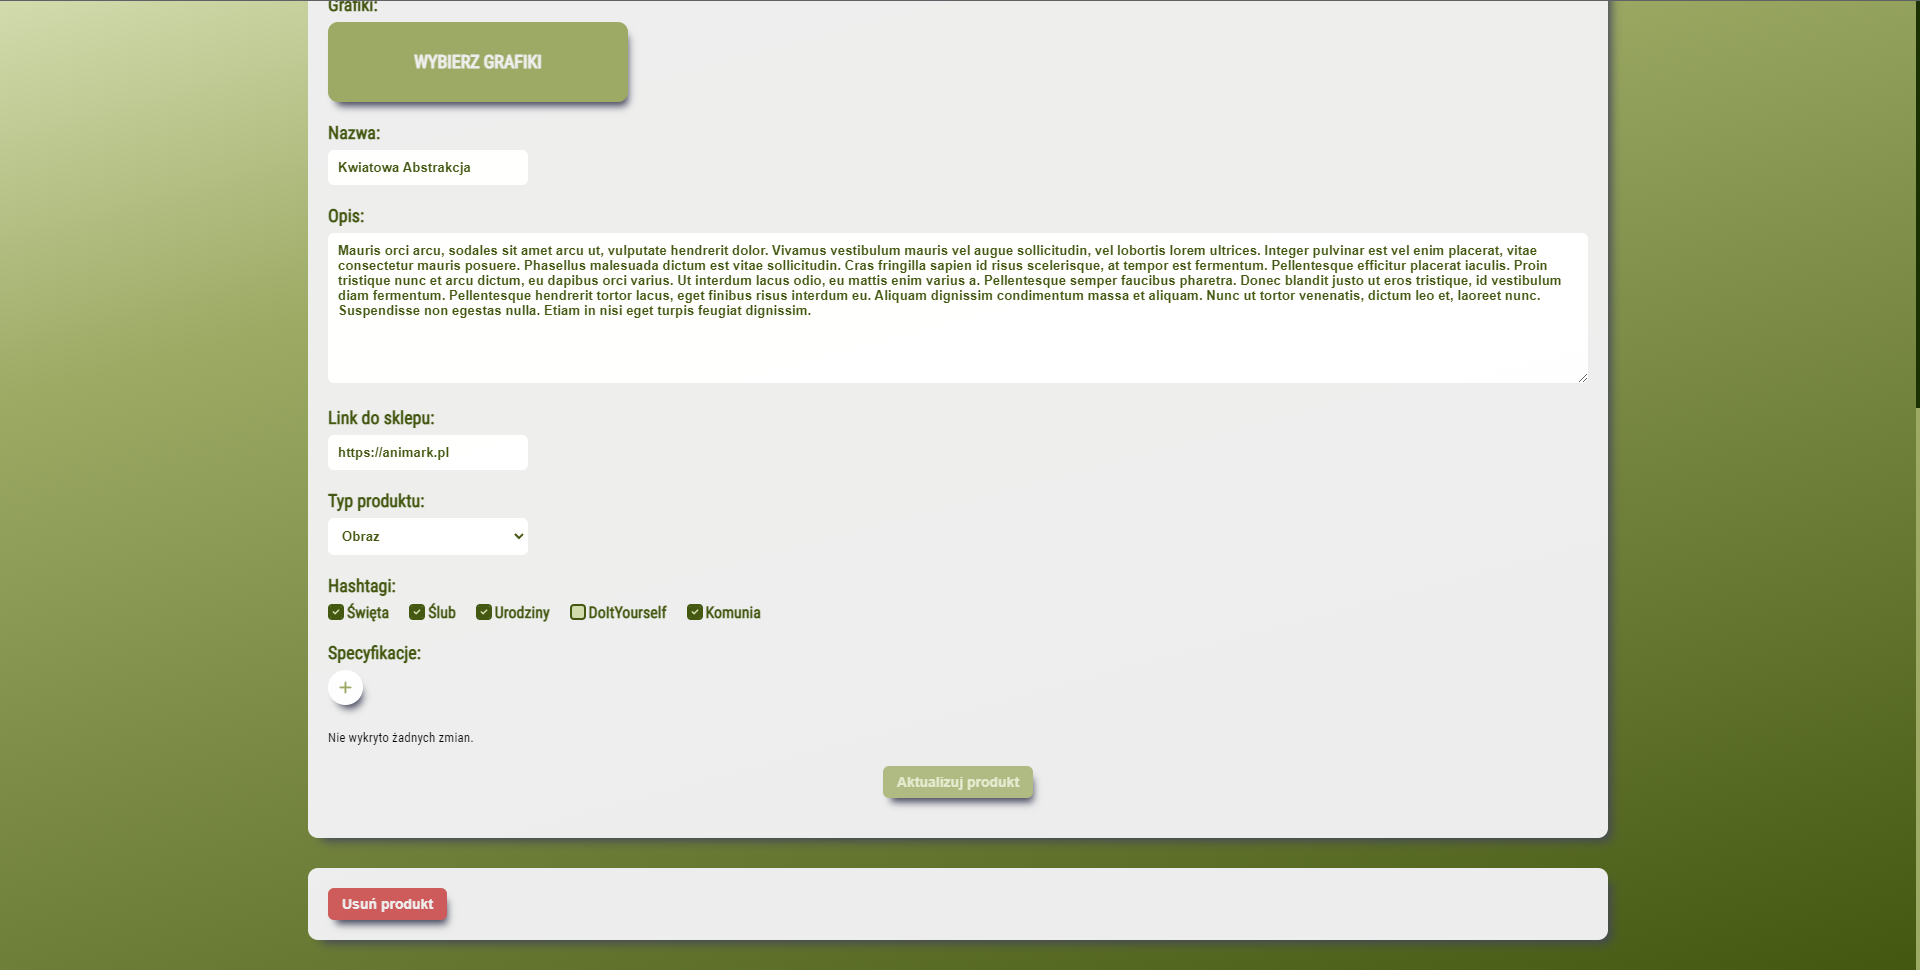 Grafiki:
WYBIERZ GRAFIKI
Nazwa:
Kwiatowa Abstrakcja
Opis:
Mauris orci arcu, sodales sit amet arcu ut, vulputate hendrerit dolor. Vivamus vestibulum mauris vel augue sollicitudin, vel lobortis lorem ultrices. Integer pulvinar est vel enim placerat, vitae
consectetur mauris posuere. Phasellus malesuada dictum est vitae sollicitudin. Cras fringilla sapien id risus scelerisque, at tempor est fermentum. Pellentesque efficitur placerat iaculis. Proin
tristique nunc et arcu dictum, eu dapibus orci varius. Ut interdum lacus odio, eu mattis enim varius a. Pellentesque semper faucibus pharetra. Donec blandit justo ut eros tristique, id vestibulum
diam fermentum. Pellentesque hendrerit tortor lacus, eget finibus risus interdum eu. Aliquam dignissim condimentum massa et aliquam. Nunc ut tortor venenatis, dictum leo et, laoreet nunc.
Suspendisse non egestas nulla. Etiam in nisi eget turpis feugiat dignissim.
Link do sklepu:
https://animark.pl
Typ produktu:
Obraz
Hashtagi:
Święta Ślub Urodziny DoItYourself Komunia
Specyfikacje:
+
Nie wykryto żadnych zmian.
Aktualizuj produkt
Usuń produkt